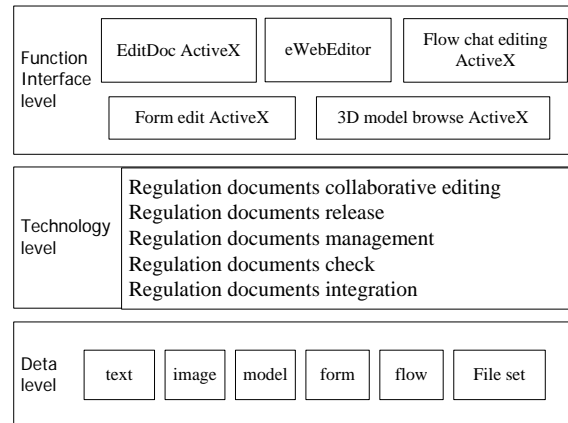 Function
Interface
level
EditDoc ActiveX
eWebEditor
Flow chat editing
ActiveX
Form edit ActiveX
3D model browse ActiveX
Technology
level
Regulation documents collaborative editing
Regulation documents release
Regulation documents management
Regulation documents check
Regulation documents integration
Deta
level
text
image
model
form
flow
File set